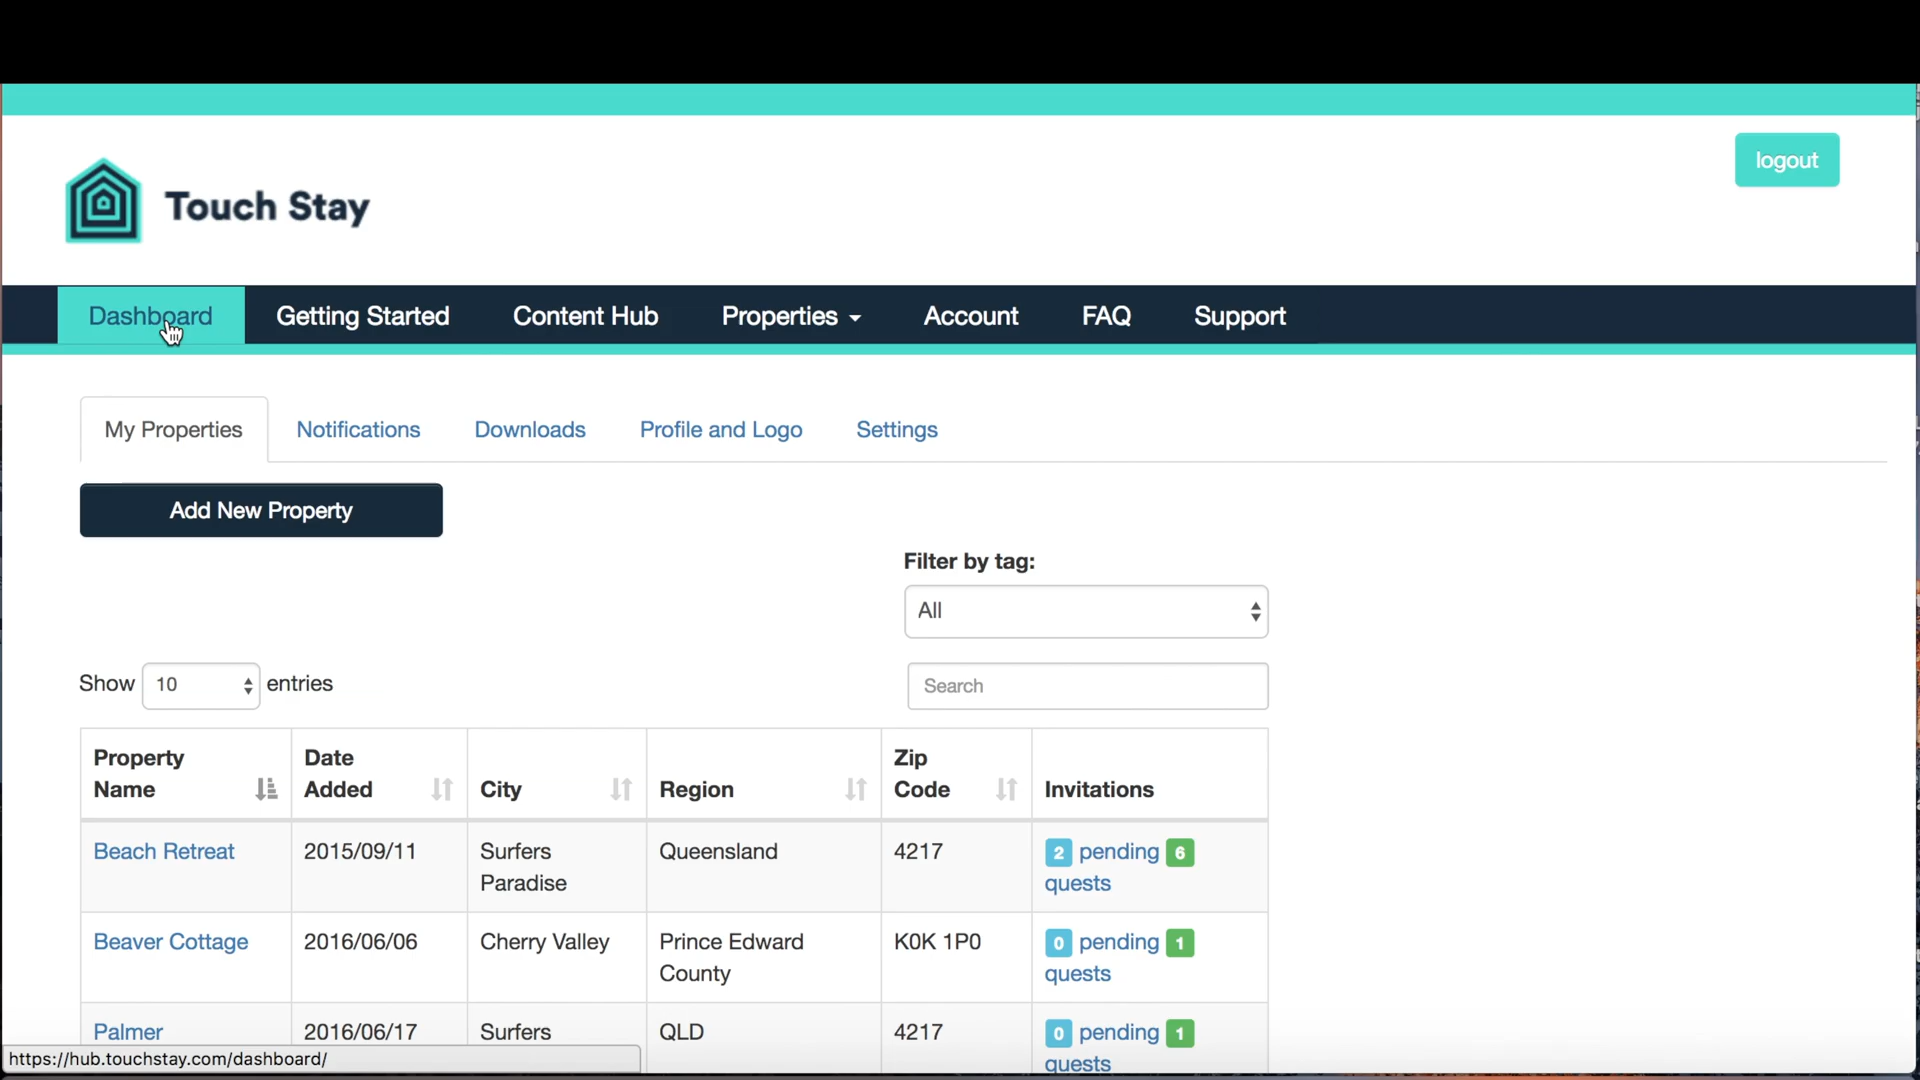 logout
Touch Stay
Dashboard Getting Started Content Hub Properties Account FAQ Support
My Properties Notifications Downloads Profile and Logo Settings
Add New Property
Filter by tag:
All
Show 10 entries
Search
Property Name Date Added City Region Zip Code Invitations
Beach Retreat 2015/09/11 Surfers Paradise Queensland 4217 2 pending 6 quests
Beaver Cottage 2016/06/06 Cherry Valley Prince Edward County K0K 1P0 0 pending 1 quests
Palmer 2016/06/17 Surfers QLD 4217 0 pending 1 quests
https://hub.touchstay.com/dashboard/